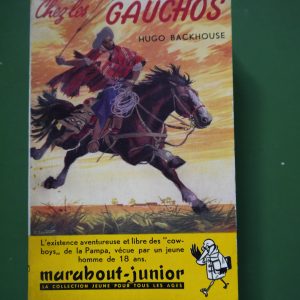 Chez les
GAUCHOS
HUGO BACKHOUSE
L'existence aventureuse et libre des "cow-
boys,, de la Pampa, vécue par un jeune
homme de 18 ans.
marabout-junior
LA COLLECTION JEUNE POUR TOUS LES AGES